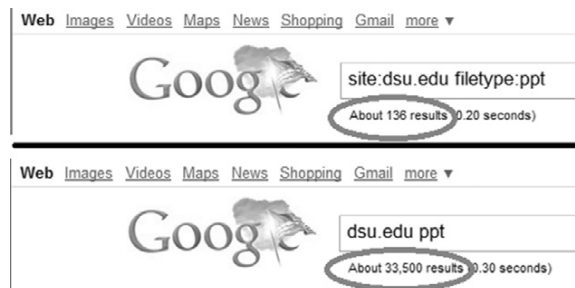 Web Images Videos Maps News Shopping Gmail more ▼
Google
site:dsu.edu filetype:ppt
About 136 results (0.20 seconds)
Web Images Videos Maps News Shopping Gmail more ▼
Google
dsu.edu ppt
About 33,500 results (0.30 seconds)